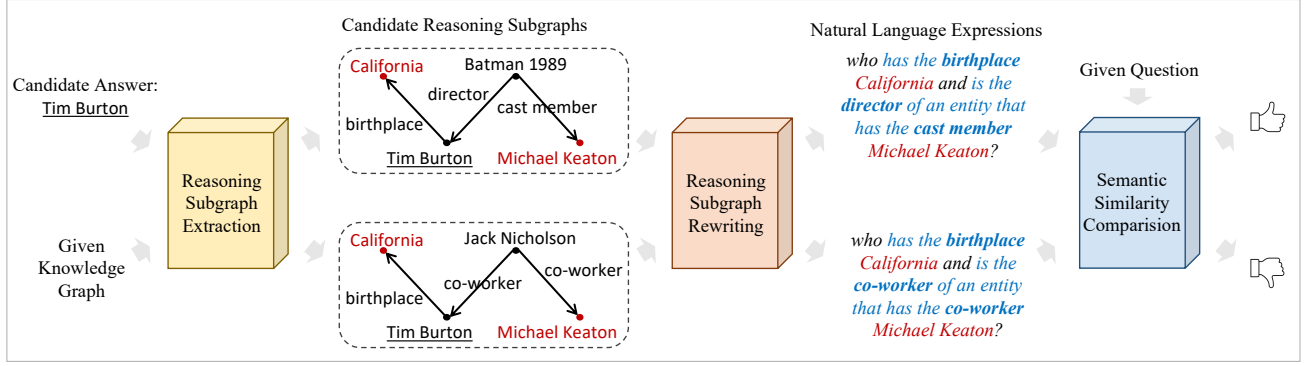 Candidate Reasoning Subgraphs
Natural Language Expressions
Candidate Answer:
Tim Burton
Given
Knowledge
Graph
Reasoning
Subgraph
Extraction
California
Batman 1989
director
cast member
birthplace
Tim Burton
Michael Keaton
California
Jack Nicholson
co-worker
co-worker
birthplace
Tim Burton
Michael Keaton
Reasoning
Subgraph
Rewriting
who has the birthplace
California and is the
director of an entity that
has the cast member
Michael Keaton?
who has the birthplace
California and is the
co-worker of an entity
that has the co-worker
Michael Keaton?
Given Question
Semantic
Similarity
Comparision